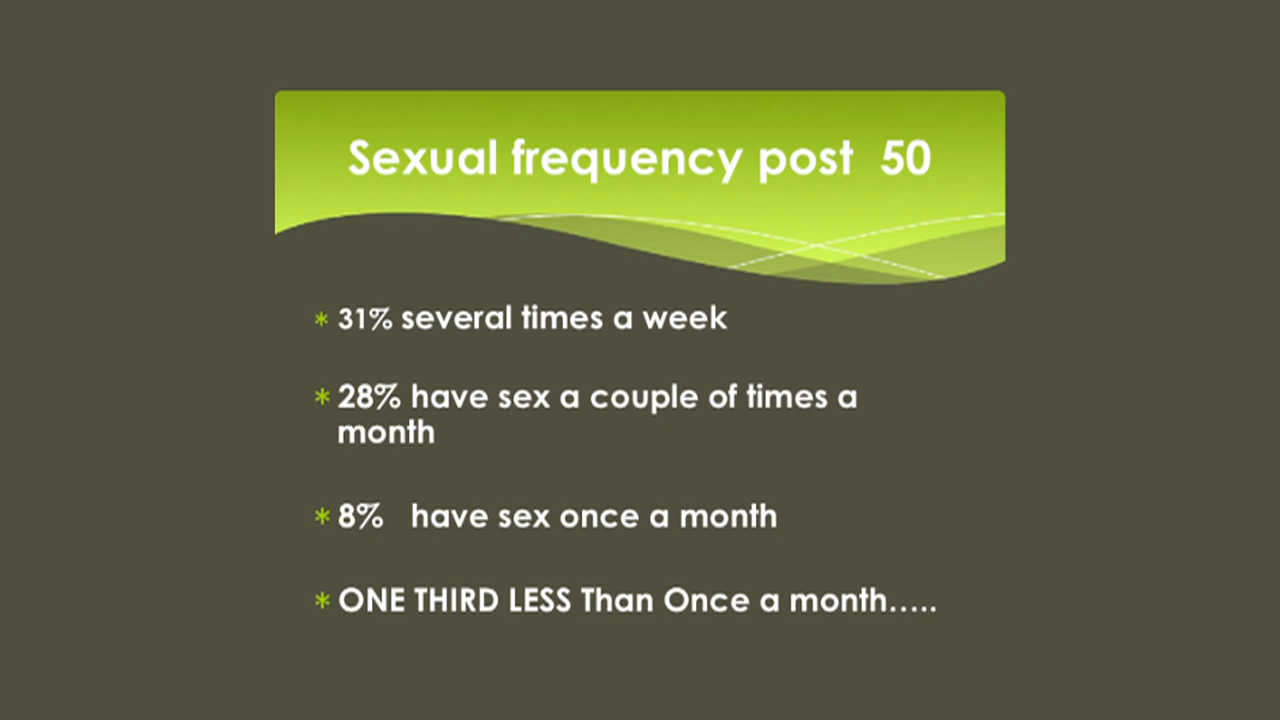 Sexual frequency post  50
* 31% several times a week
* 28% have sex a couple of times a
month
* 8%   have sex once a month
* ONE THIRD LESS Than Once a month…..